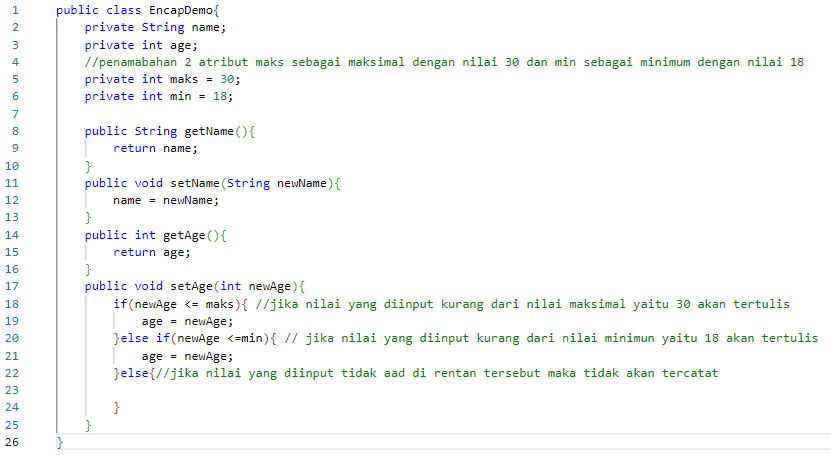 1 public class EncapDemo{
2 private String name;
3 private int age;
4 //penamabahan 2 atribut maks sebagai maksimal dengan nilai 30 dan min sebagai minimum dengan nilai 18
5 private int maks = 30;
6 private int min = 18;
7
8 public String getName(){
9 return name;
10 }
11 public void setName(String newName){
12 name = newName;
13 }
14 public int getAge(){
15 return age;
16 }
17 public void setAge(int newAge){
18 if(newAge <= maks){ //jika nilai yang diinput kurang dari nilai maksimal yaitu 30 akan tertulis
19 age = newAge;
20 }else if(newAge <=min){ // jika nilai yang diinput kurang dari nilai minimun yaitu 18 akan tertulis
21 age = newAge;
22 }else{//jika nilai yang diinput tidak aad di rentan tersebut maka tidak akan tercatat
23
24 }
25 }
26 }